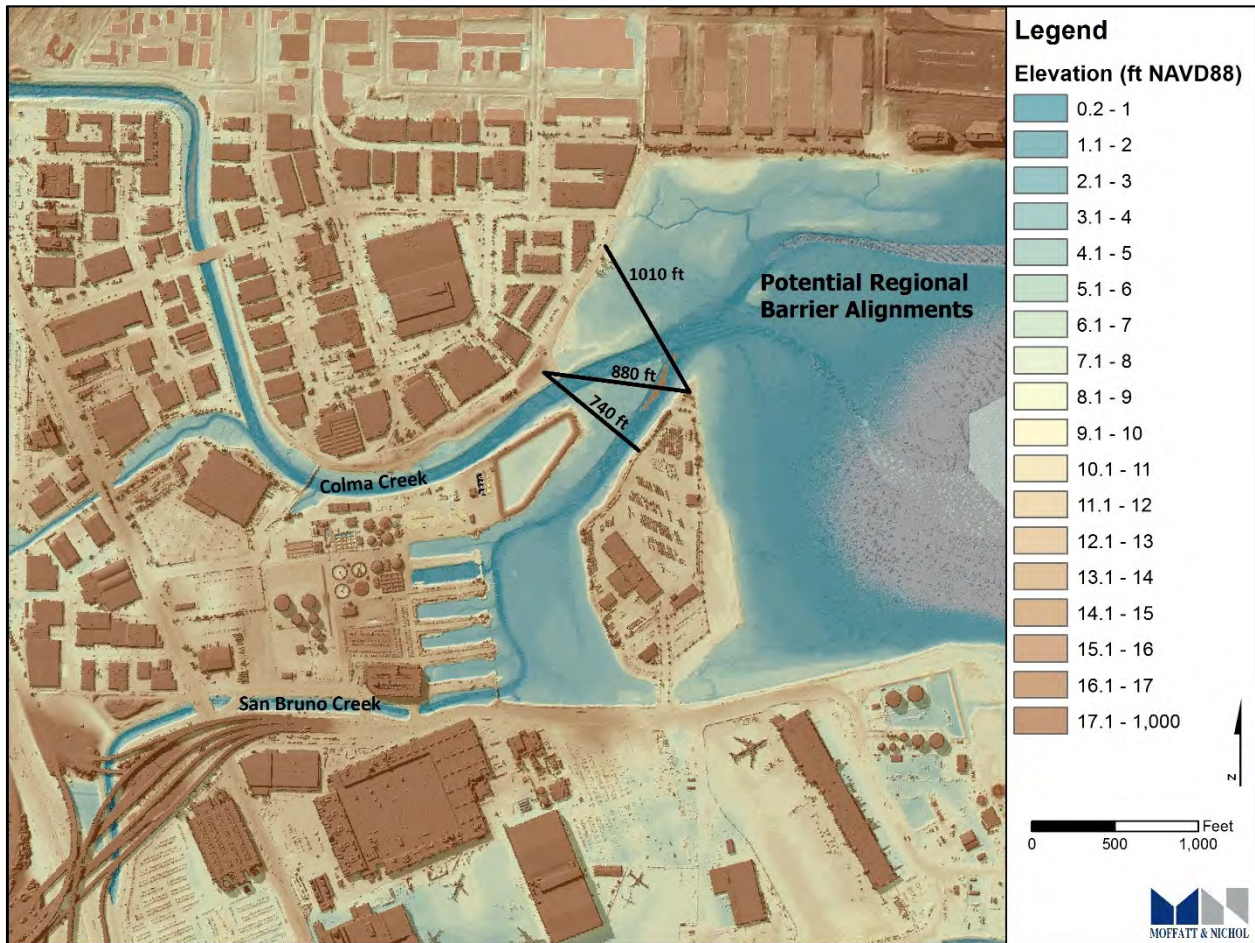 1010 ft
Potential Regional
Barrier Alignments
880 ft
740 ft
Colma Creek
San Bruno Creek
Legend
Elevation (ft NAVD88)
0.2 - 1
1.1 - 2
2.1 - 3
3.1 - 4
4.1 - 5
5.1 - 6
6.1 - 7
7.1 - 8
8.1 - 9
9.1 - 10
10.1 - 11
11.1 - 12
12.1 - 13
13.1 - 14
14.1 - 15
15.1 - 16
16.1 - 17
17.1 - 1,000
N
Feet
0 500 1,000
MOFFATT & NICHOL